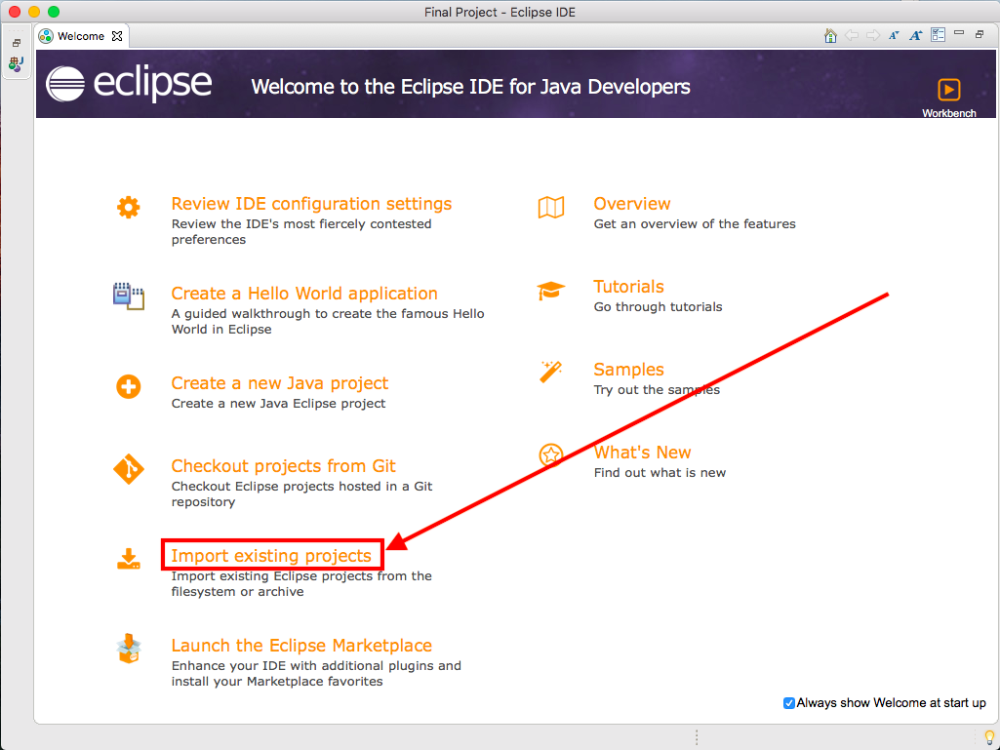 Final Project - Eclipse IDE
Welcome
eclipse
Welcome to the Eclipse IDE for Java Developers
Workbench
Review IDE configuration settings
Review the IDE's most fiercely contested
preferences
Create a Hello World application
A guided walkthrough to create the famous Hello
World in Eclipse
Create a new Java project
Create a new Java Eclipse project
Checkout projects from Git
Checkout Eclipse projects hosted in a Git
repository
Import existing projects
Import existing Eclipse projects from the
filesystem or archive
Launch the Eclipse Marketplace
Enhance your IDE with additional plugins and
install your Marketplace favorites
Overview
Get an overview of the features
Tutorials
Go through tutorials
Samples
Try out the samples
What's New
Find out what is new
Always show Welcome at start up